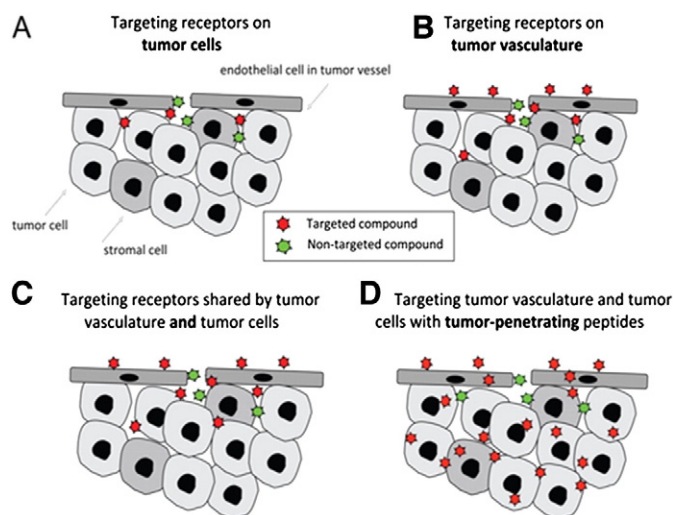 A
Targeting receptors on
tumor cells
endothelial cell in tumor vessel
tumor cell
stromal cell
B
Targeting receptors on
tumor vasculature
Targeted compound
Non-targeted compound
C
Targeting receptors shared by tumor
vasculature and tumor cells
D
Targeting tumor vasculature and tumor
cells with tumor-penetrating peptides